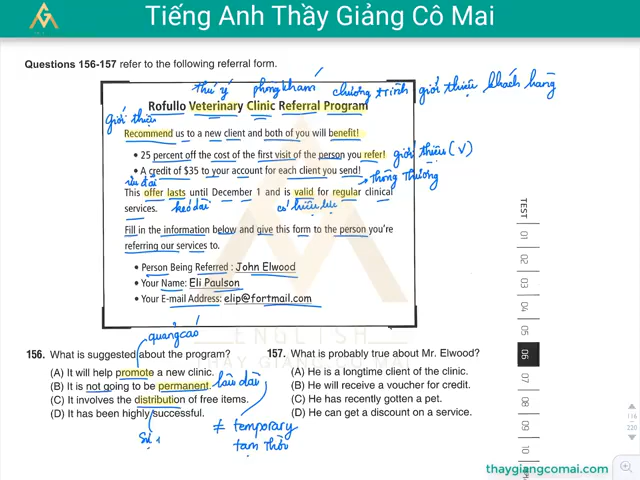 Tiếng Anh Thầy Giảng Cô Mai
Questions 156-157 refer to the following referral form.
thú ý phòng khám chương trình giới thiệu khách hàng
Rofullo Veterinary Clinic Referral Program
giới thiệu
Recommend us to a new client and both of you will benefit!
• 25 percent off the cost of the first visit of the person you refer! giới thiệu (v)
• A credit of $35 to your account for each client you send!
ưu đãi → thông thường
This offer lasts until December 1 and is valid for regular clinical
services. kéo dài có hiệu lực
Fill in the information below and give this form to the person you're
referring our services to.
• Person Being Referred : John Elwood
• Your Name: Eli Paulson
• Your E-mail Address: elip@fortmail.com
quảng cáo
ENGLISH
THẦY GIẢNG CÔ MAI
156. What is suggested about the program?
(A) It will help promote a new clinic.
(B) It is not going to be permanent. lâu dài
(C) It involves the distribution of free items.
(D) It has been highly successful.
≠ temporary
tạm thời
157. What is probably true about Mr. Elwood?
(A) He is a longtime client of the clinic.
(B) He will receive a voucher for credit.
(C) He has recently gotten a pet.
(D) He can get a discount on a service.
TEST
01
02
03
04
05
06
07
08
09
10
116
220
thaygiangcomai.com